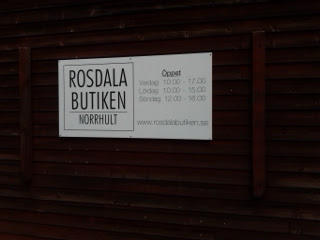 ROSDALA
BUTIKEN
NORRHULT
Öppet
Vardag 10.00 - 17.00
Lördag 10.00 - 15.00
Söndag 12.00 - 16.00
www.rosdalabutiken.se